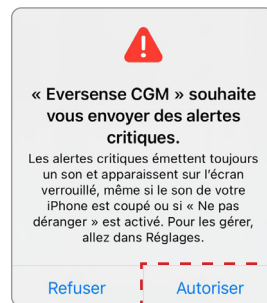 « Eversense CGM » souhaite
vous envoyer des alertes
critiques.
Les alertes critiques émettent toujours
un son et apparaissent sur l'écran
verrouillé, même si le son de votre
iPhone est coupé ou si « Ne pas
déranger » est activé. Pour les gérer,
allez dans Réglages.
Refuser
Autoriser